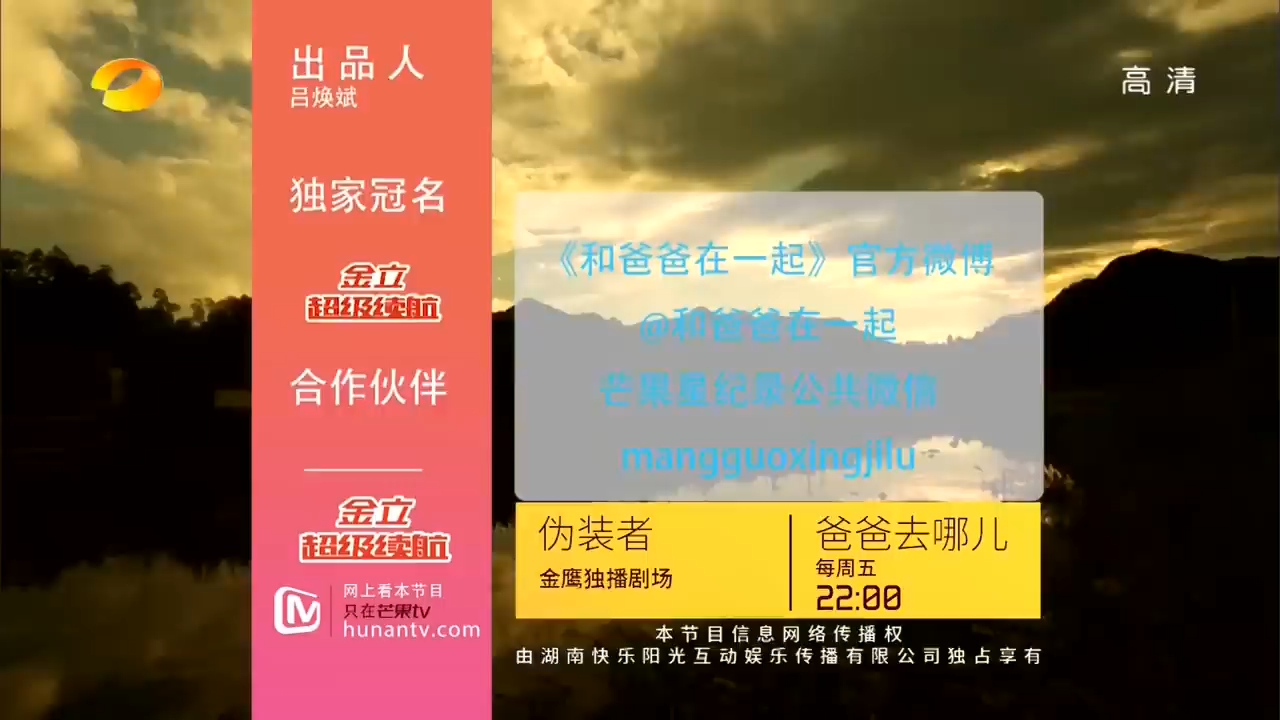 出品人
吕焕斌
高清
独家冠名
金立
超级续航
合作伙伴
金立
超级续航
网上看本节目
只在芒果tv
hunantv.com
《和爸爸在一起》官方微博
@和爸爸在一起
芒果星纪录公共微信
mangguoxingjilu
伪装者
金鹰独播剧场
爸爸去哪儿
每周五
22:00
本节目信息网络传播权
由湖南快乐阳光互动娱乐传播有限公司独占享有